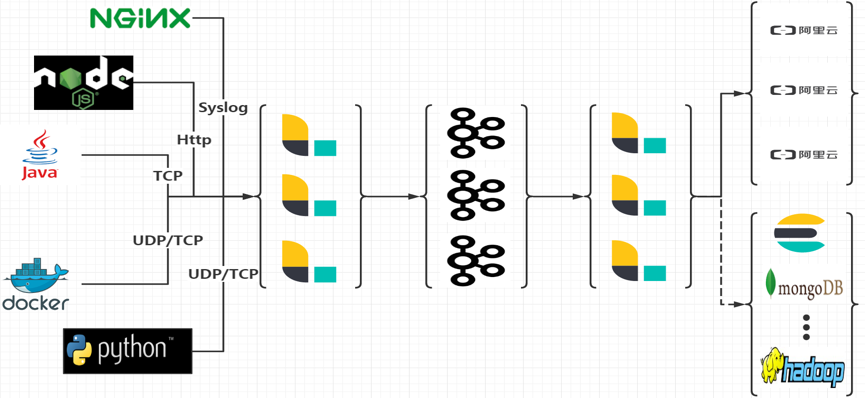 NGiNX
node
JS
Java
docker
python™
Syslog
Http
TCP
UDP/TCP
UDP/TCP
阿里云
阿里云
阿里云
mongoDB
hadoop